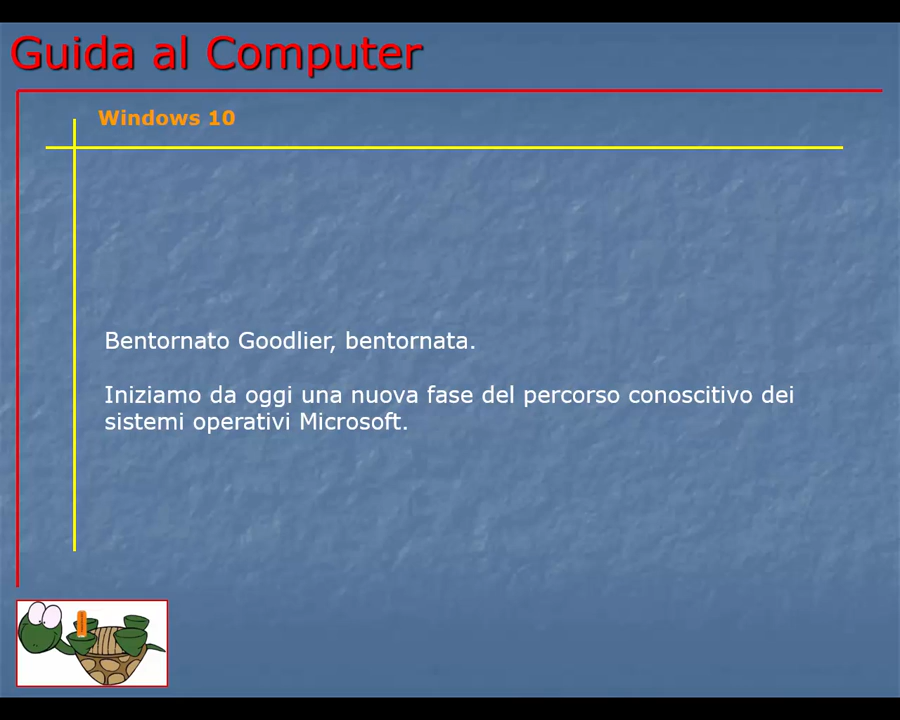 Guida al Computer
Windows 10
Bentornato Goodlier, bentornata.
Iniziamo da oggi una nuova fase del percorso conoscitivo dei
sistemi operativi Microsoft.